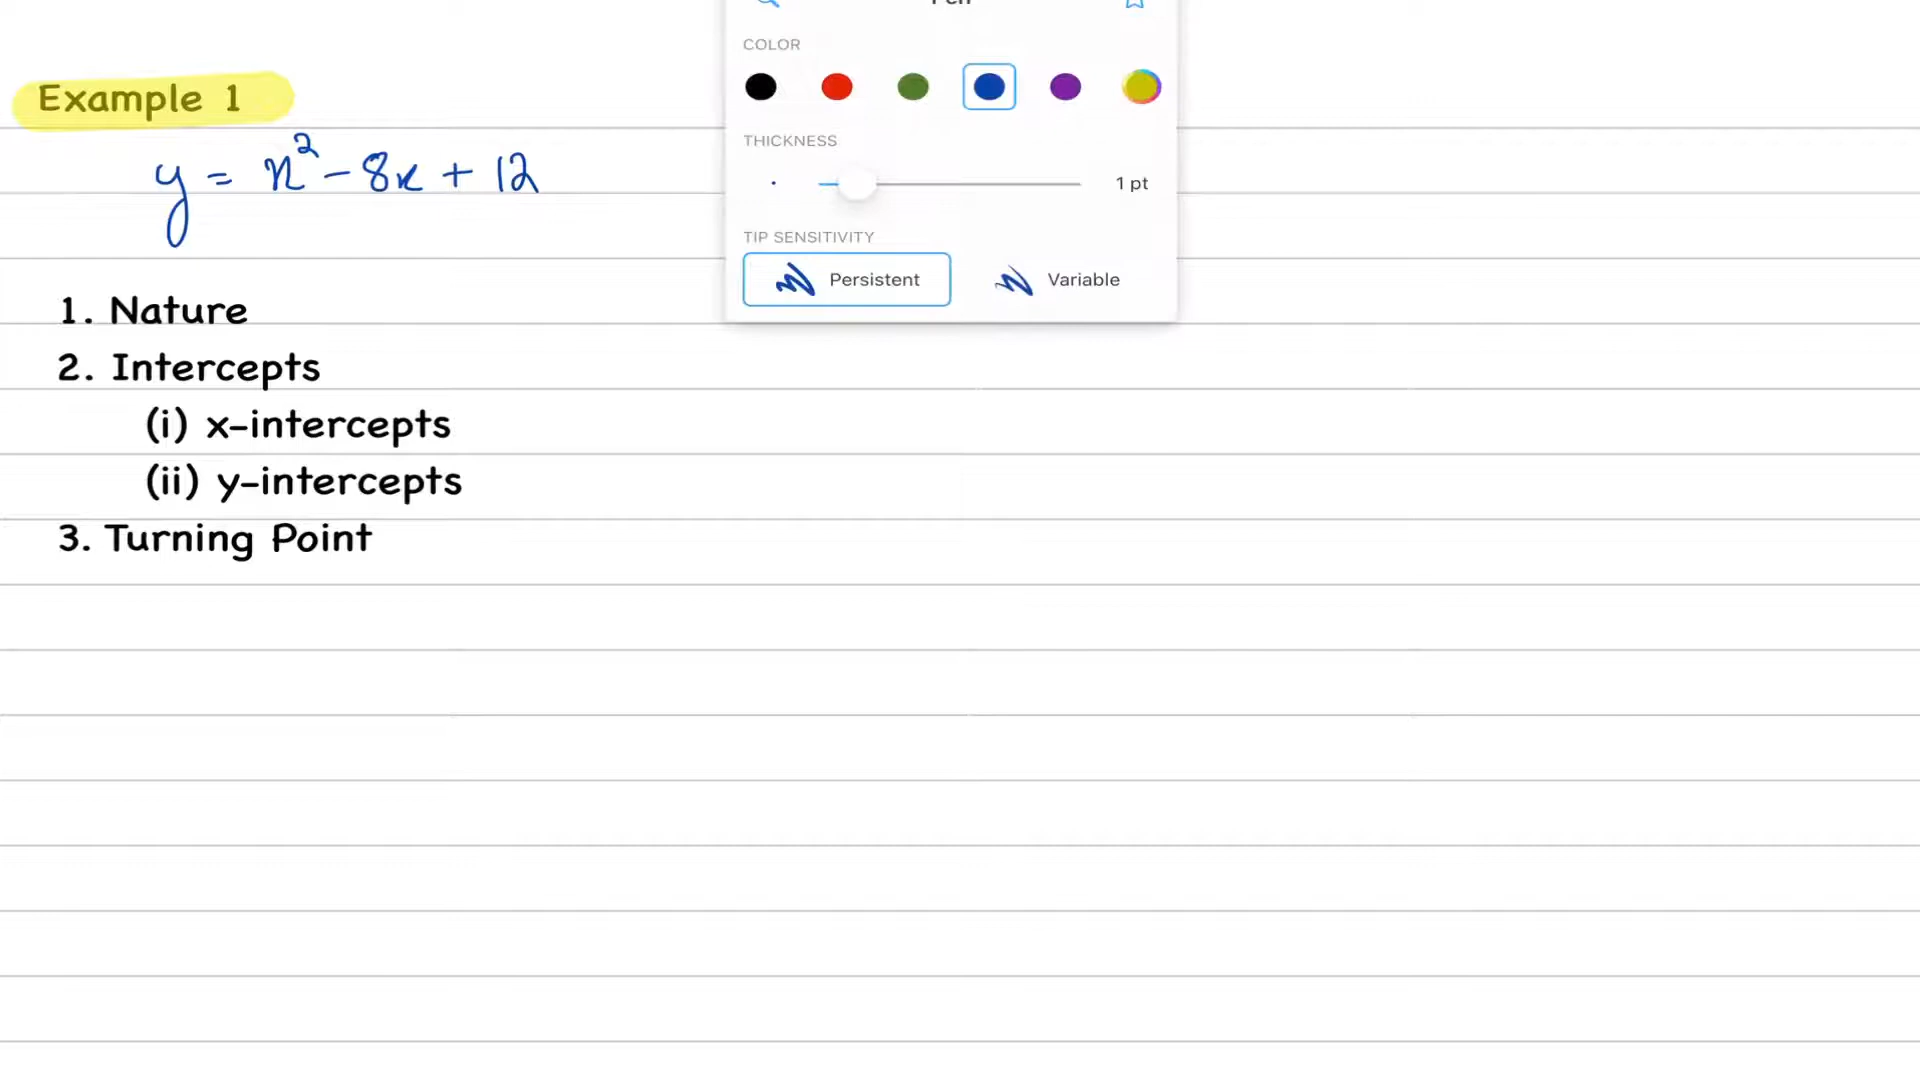 Example 1
y = x² - 8x + 12
1. Nature
2. Intercepts
(i) x-intercepts
(ii) y-intercepts
3. Turning Point
COLOR
THICKNESS
1 pt
TIP SENSITIVITY
Persistent Variable